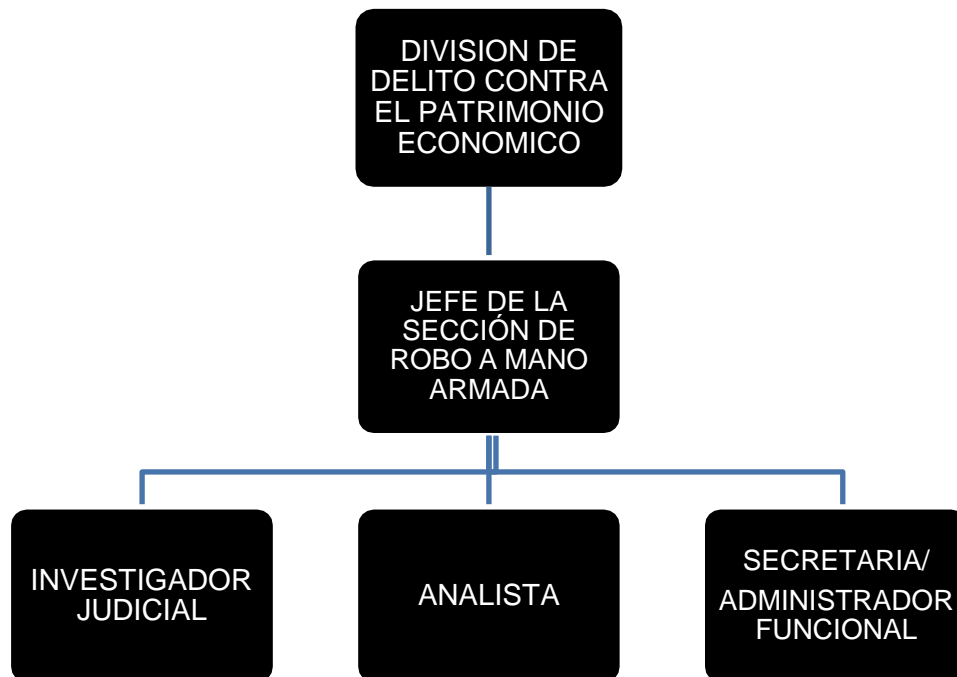 DIVISION DE
DELITO CONTRA
EL PATRIMONIO
ECONOMICO
JEFE DE LA
SECCIÓN DE
ROBO A MANO
ARMADA
INVESTIGADOR
JUDICIAL
ANALISTA
SECRETARIA/
ADMINISTRADOR
FUNCIONAL